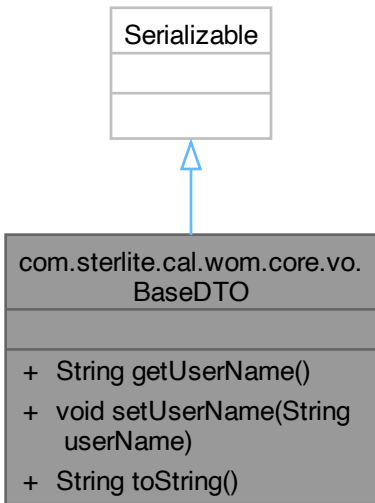 Serializable
com.sterlite.cal.wom.core.vo.
BaseDTO
+ String getUserName()
+ void setUserName(String
userName)
+ String toString()